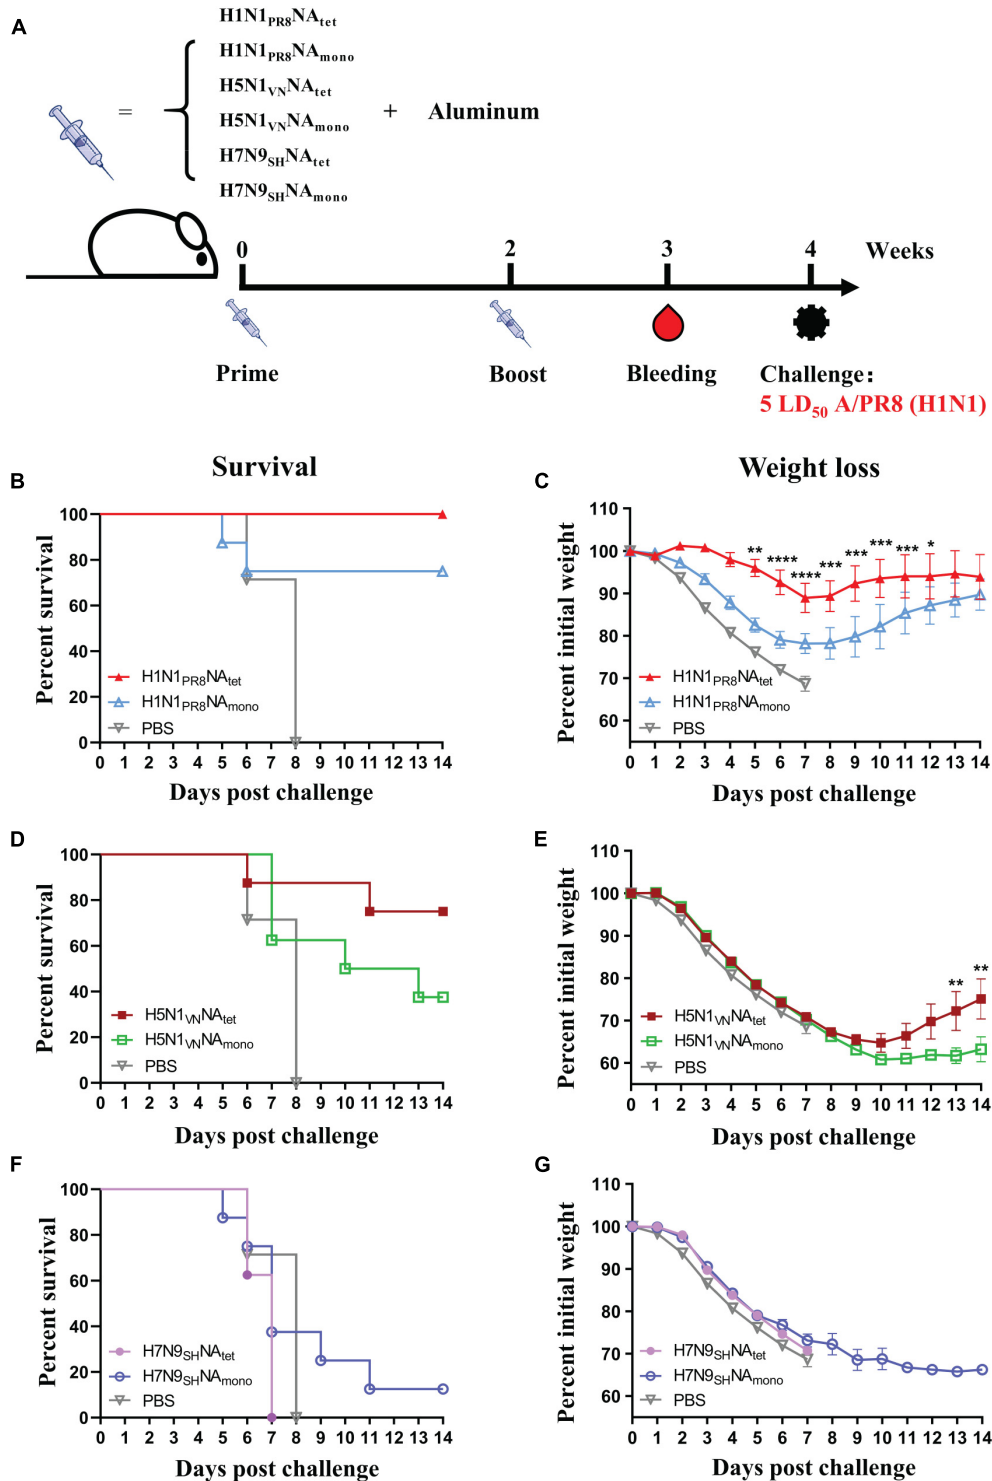 A
H1N1PR8NAtet
H1N1PR8NAmono
H5N1VNNAtet
H5N1VNNAmono
H7N9SHNAtet
H7N9SHNAmono
= + Aluminum
0 2 3 4 Weeks
Prime Boost Bleeding Challenge:
5 LD50 A/PR8 (H1N1)
Survival Weight loss
B
Percent survival
100
80
60
40
20
0
H1N1PR8NAtet
H1N1PR8NAmono
PBS
0 1 2 3 4 5 6 7 8 9 10 11 12 13 14
Days post challenge
C
Percent initial weight
110
100
90
80
70
60
** **** **** *** *** *** *** *
H1N1PR8NAtet
H1N1PR8NAmono
PBS
0 1 2 3 4 5 6 7 8 9 10 11 12 13 14
Days post challenge
D
Percent survival
100
80
60
40
20
0
H5N1VNNAtet
H5N1VNNAmono
PBS
0 1 2 3 4 5 6 7 8 9 10 11 12 13 14
Days post challenge
E
Percent initial weight
110
100
90
80
70
60
** **
H5N1VNNAtet
H5N1VNNAmono
PBS
0 1 2 3 4 5 6 7 8 9 10 11 12 13 14
Days post challenge
F
Percent survival
100
80
60
40
20
0
H7N9SHNAtet
H7N9SHNAmono
PBS
0 1 2 3 4 5 6 7 8 9 10 11 12 13 14
Days post challenge
G
Percent initial weight
110
100
90
80
70
60
H7N9SHNAtet
H7N9SHNAmono
PBS
0 1 2 3 4 5 6 7 8 9 10 11 12 13 14
Days post challenge